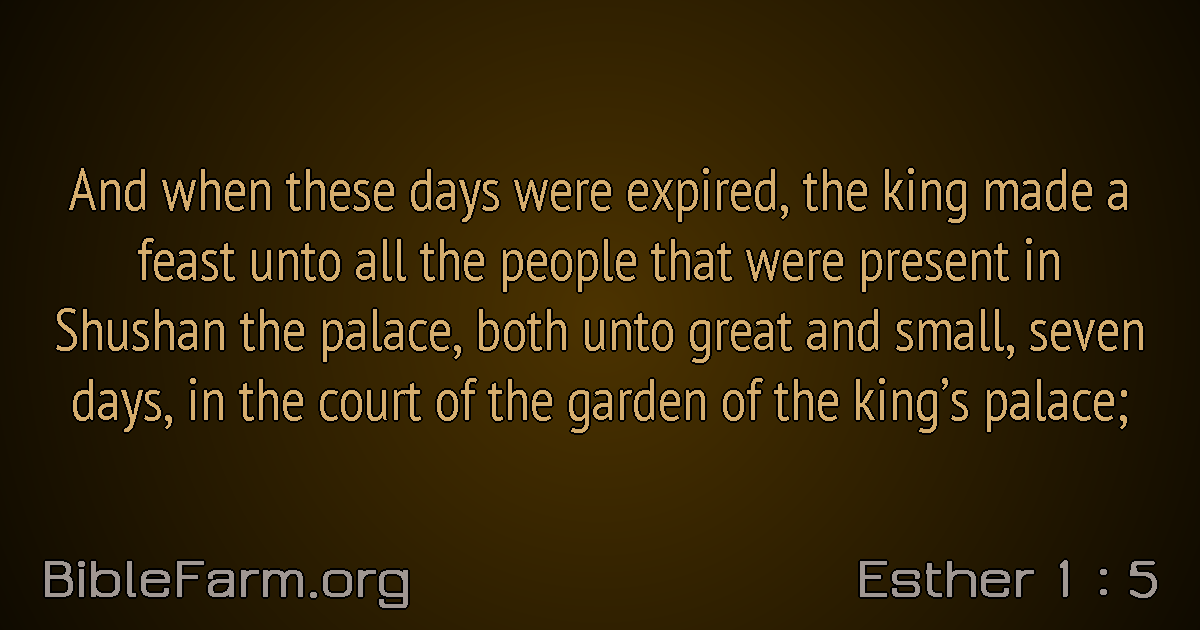 And when these days were expired, the king made a
feast unto all the people that were present in
Shushan the palace, both unto great and small, seven
days, in the court of the garden of the king’s palace;
BibleFarm.org
Esther 1 : 5